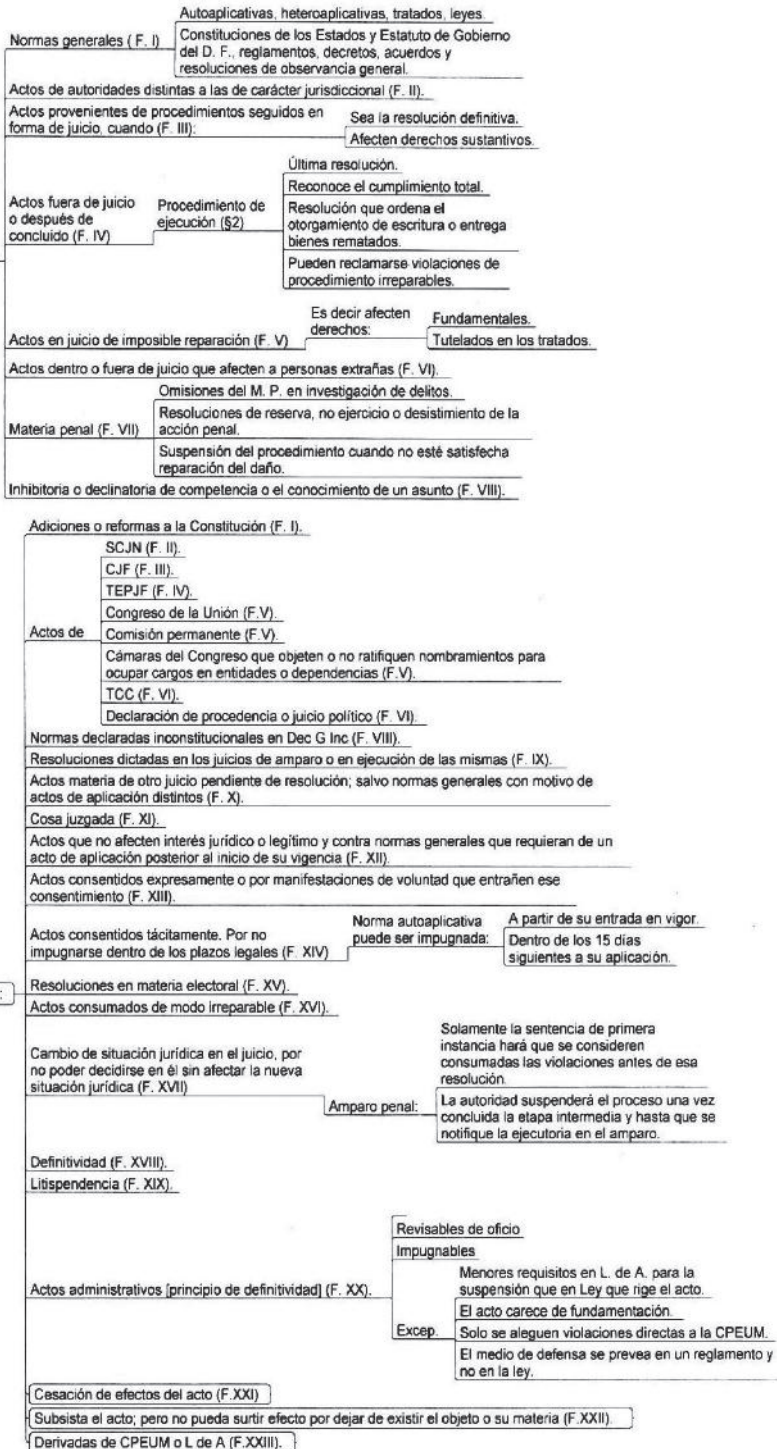 Normas generales ( F. I)
Autoaplicativas, heteroaplicativas, tratados, leyes.
Constituciones de los Estados y Estatuto de Gobierno
del D. F., reglamentos, decretos, acuerdos y
resoluciones de observancia general.
Actos de autoridades distintas a las de carácter jurisdiccional (F. II).
Actos provenientes de procedimientos seguidos en
forma de juicio, cuando (F. III):
Sea la resolución definitiva.
Afecten derechos sustantivos.
Actos fuera de juicio
o después de
concluido (F. IV)
Procedimiento de
ejecución (§2)
Última resolución.
Reconoce el cumplimiento total.
Resolución que ordena el
otorgamiento de escritura o entrega
bienes rematados.
Pueden reclamarse violaciones de
procedimiento irreparables.
Actos en juicio de imposible reparación (F. V)
Es decir afecten
derechos:
Fundamentales.
Tutelados en los tratados.
Actos dentro o fuera de juicio que afecten a personas extrañas (F. VI).
Materia penal (F. VII)
Omisiones del M. P. en investigación de delitos.
Resoluciones de reserva, no ejercicio o desistimiento de la
acción penal.
Suspensión del procedimiento cuando no esté satisfecha
reparación del daño.
Inhibitoria o declinatoria de competencia o el conocimiento de un asunto (F. VIII).
Adiciones o reformas a la Constitución (F. I).
Actos de
SCJN (F. II).
CJF (F. III).
TEPJF (F. IV).
Congreso de la Unión (F.V).
Comisión permanente (F.V).
Cámaras del Congreso que objeten o no ratifiquen nombramientos para
ocupar cargos en entidades o dependencias (F.V).
TCC (F. VI).
Declaración de procedencia o juicio político (F. VI).
Normas declaradas inconstitucionales en Dec G Inc (F. VIII).
Resoluciones dictadas en los juicios de amparo o en ejecución de las mismas (F. IX).
Actos materia de otro juicio pendiente de resolución; salvo normas generales con motivo de
actos de aplicación distintos (F. X).
Cosa juzgada (F. XI).
Actos que no afecten interés jurídico o legítimo y contra normas generales que requieran de un
acto de aplicación posterior al inicio de su vigencia (F. XII).
Actos consentidos expresamente o por manifestaciones de voluntad que entrañen ese
consentimiento (F. XIII).
Actos consentidos tácitamente. Por no
impugnarse dentro de los plazos legales (F. XIV)
Norma autoaplicativa
puede ser impugnada:
A partir de su entrada en vigor.
Dentro de los 15 días
siguientes a su aplicación.
:
Resoluciones en materia electoral (F. XV).
Actos consumados de modo irreparable (F. XVI).
Cambio de situación jurídica en el juicio, por
no poder decidirse en él sin afectar la nueva
situación jurídica (F. XVII)
Amparo penal:
Solamente la sentencia de primera
instancia hará que se consideren
consumadas las violaciones antes de esa
resolución
La autoridad suspenderá el proceso una vez
concluida la etapa intermedia y hasta que se
notifique la ejecutoria en el amparo.
Definitividad (F. XVIII).
Litispendencia (F. XIX).
Actos administrativos [principio de definitividad] (F. XX).
Revisables de oficio
Impugnables
Excep.
Menores requisitos en L. de A. para la
suspensión que en Ley que rige el acto.
El acto carece de fundamentación.
Solo se aleguen violaciones directas a la CPEUM.
El medio de defensa se prevea en un reglamento y
no en la ley.
Cesación de efectos del acto (F.XXI)
Subsista el acto; pero no pueda surtir efecto por dejar de existir el objeto o su materia (F.XXII).
Derivadas de CPEUM o L de A (F.XXIII).